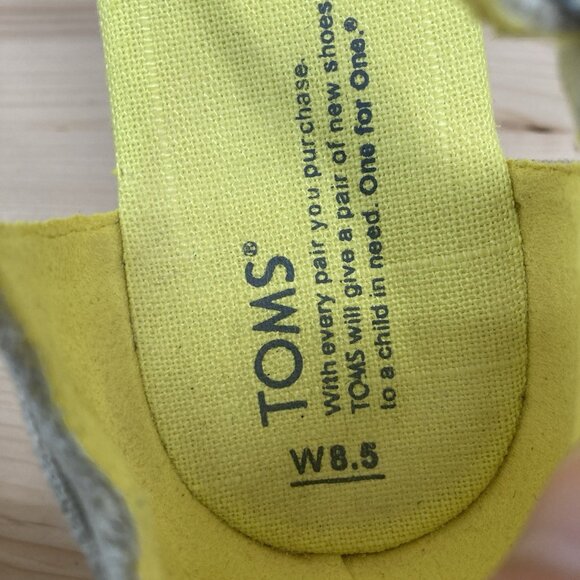 TOMS®
With every pair you purchase,
TOMS will give a pair of new shoes
to a child in need. One for One.®
W8.5